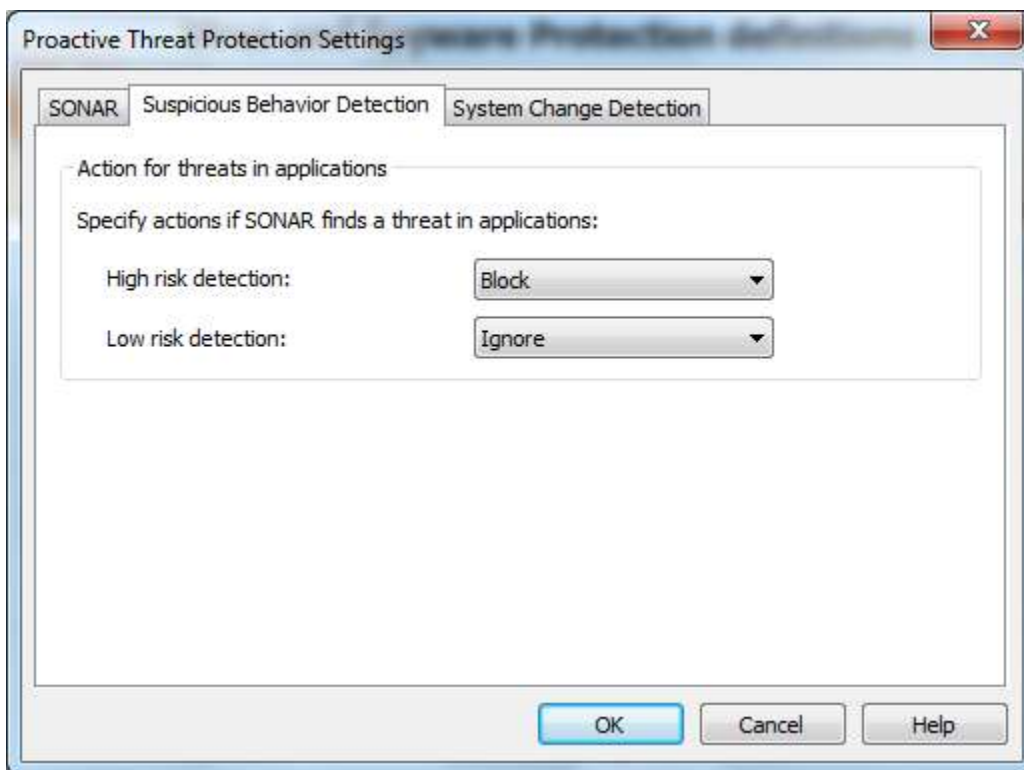 Proactive Threat Protection Settings
SONAR Suspicious Behavior Detection System Change Detection
Action for threats in applications
Specify actions if SONAR finds a threat in applications:
High risk detection: Block
Low risk detection: Ignore
OK Cancel Help